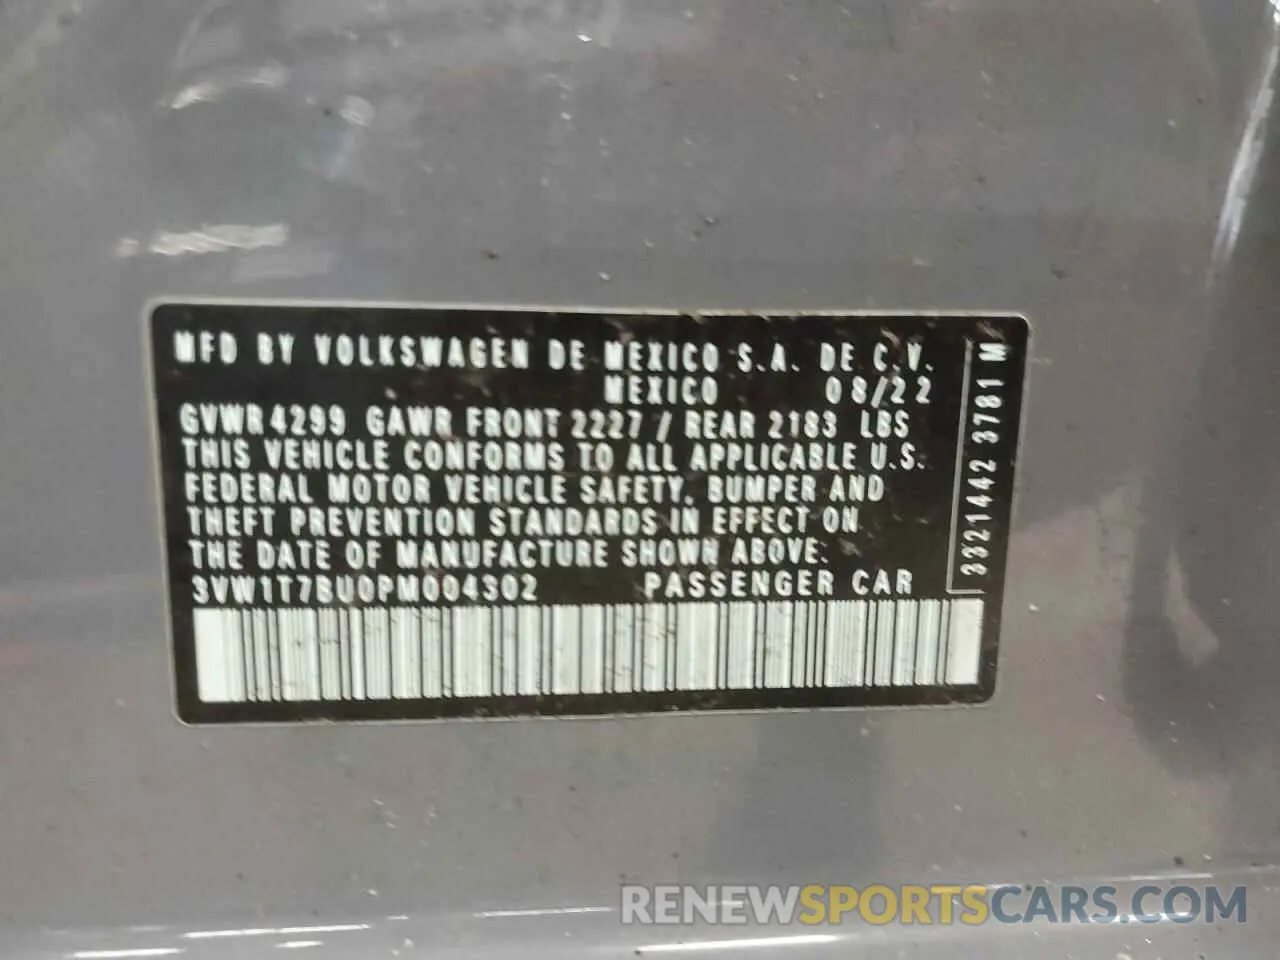 MFD BY VOLKSWAGEN DE MEXICO S.A. DE C.V.
MEXICO 08/22
GVWR 4299 GAWR FRONT 2227 / REAR 2183 LBS
THIS VEHICLE CONFORMS TO ALL APPLICABLE U.S.
FEDERAL MOTOR VEHICLE SAFETY, BUMPER AND
THEFT PREVENTION STANDARDS IN EFFECT ON
THE DATE OF MANUFACTURE SHOWN ABOVE.
3VW1T7BU0PM004302 PASSENGER CAR
3321442 3781 M
RENEWSPORTSCARS.COM